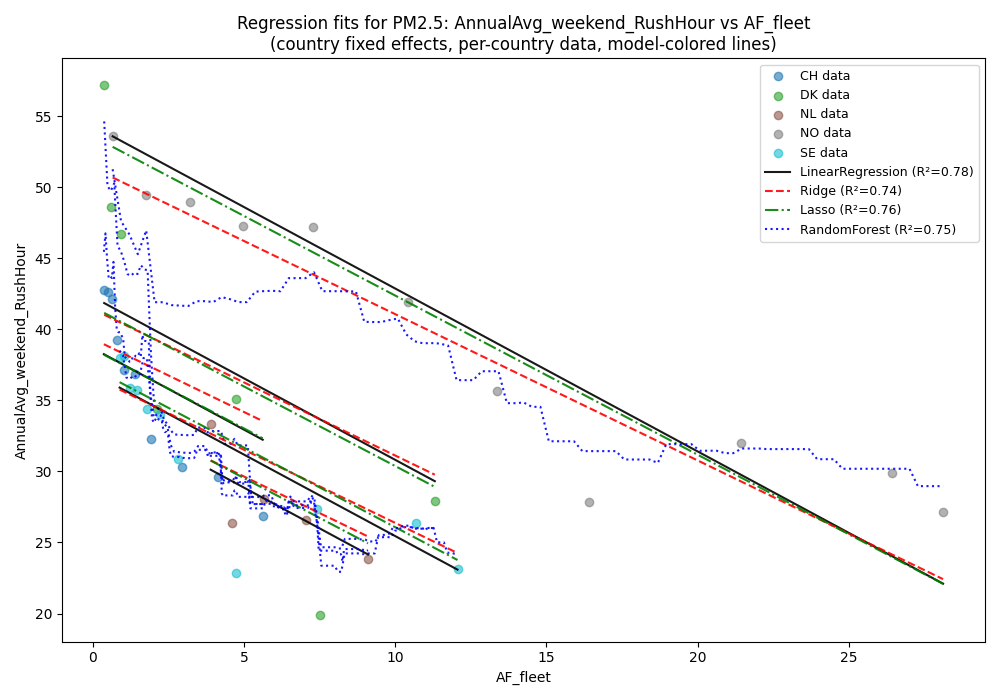 Regression fits for PM2.5: AnnualAvg_weekend_RushHour vs AF_fleet
(country fixed effects, per-country data, model-colored lines)
CH data
DK data
NL data
NO data
SE data
LinearRegression (R²=0.78)
Ridge (R²=0.74)
Lasso (R²=0.76)
RandomForest (R²=0.75)
AnnualAvg_weekend_RushHour
55
50
45
40
35
30
25
20
0
5
10
15
20
25
AF_fleet